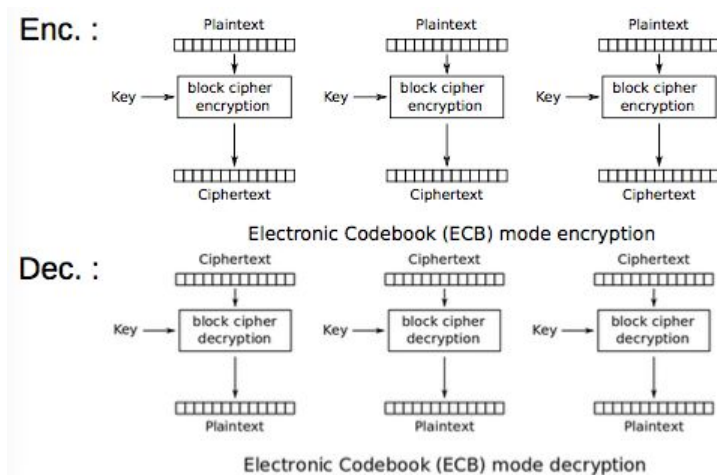 Enc. :
Plaintext Plaintext Plaintext
Key block cipher encryption Key block cipher encryption Key block cipher encryption
Ciphertext Ciphertext Ciphertext
Electronic Codebook (ECB) mode encryption
Dec. :
Ciphertext Ciphertext Ciphertext
Key block cipher decryption Key block cipher decryption Key block cipher decryption
Plaintext Plaintext Plaintext
Electronic Codebook (ECB) mode decryption